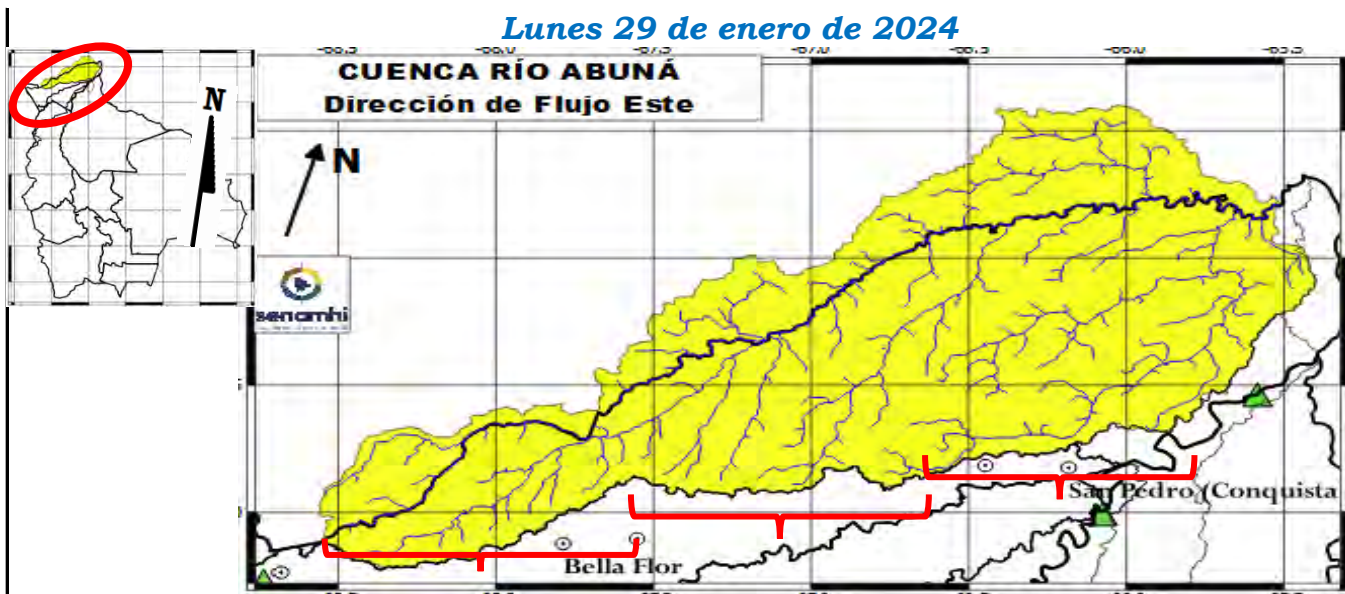 Lunes 29 de enero de 2024
CUENCA RÍO ABUNÁ
Dirección de Flujo Este
N
N
senamhi
San Pedro (Conquista
Bella Flor